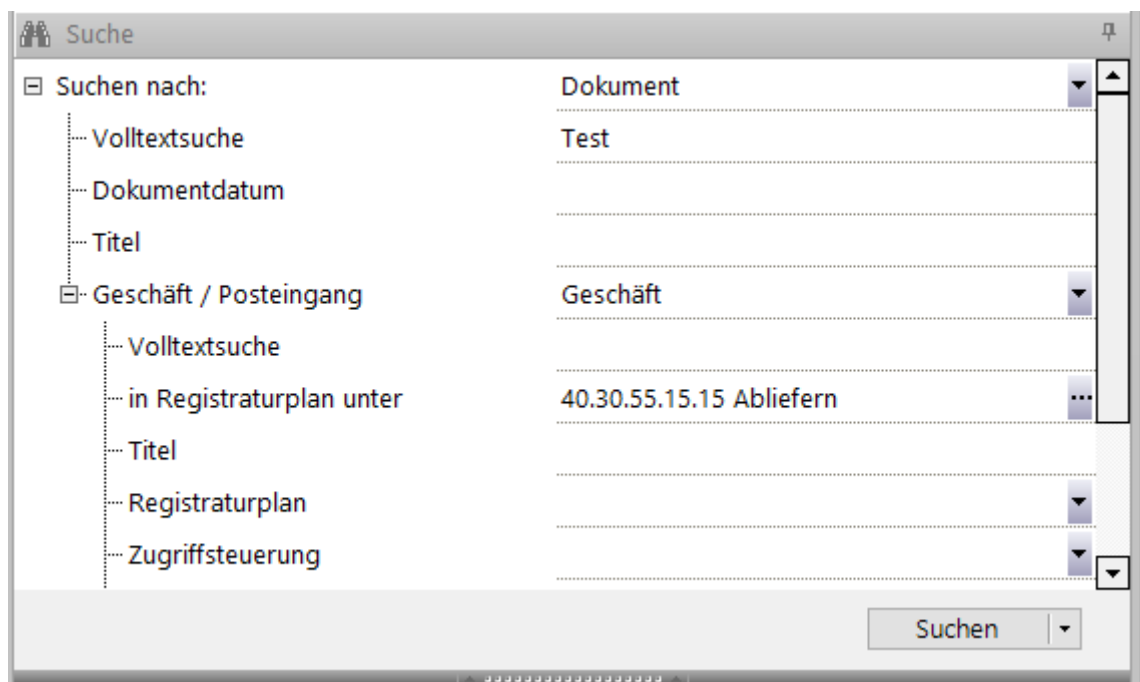 Suche
Suchen nach: Dokument
Volltextsuche Test
Dokumentdatum
Titel
Geschäft / Posteingang Geschäft
Volltextsuche
in Registraturplan unter 40.30.55.15.15 Abliefern ...
Titel
Registraturplan
Zugriffsteuerung
Suchen